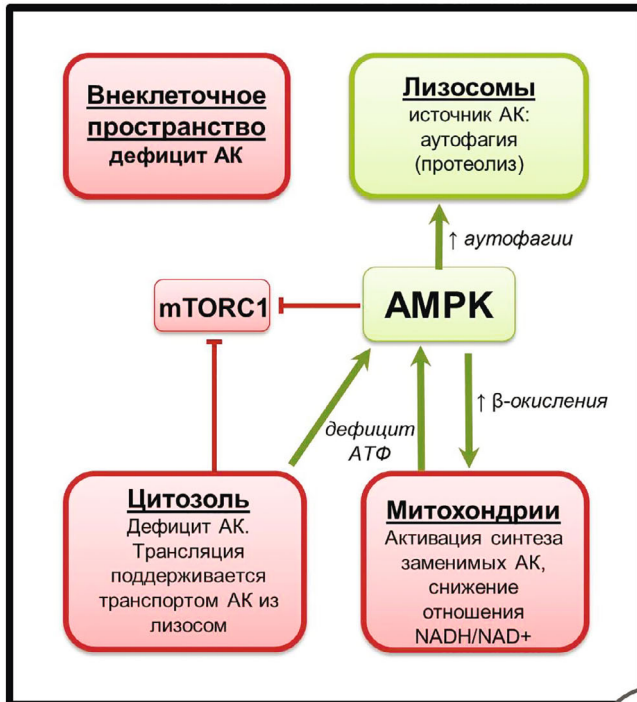 Внеклеточное
пространство
дефицит АК
Лизосомы
источник АК:
аутофагия
(протеолиз)
↑ аутофагии
mTORC1
AMPK
↑ β-окисления
дефицит
АТФ
Цитозоль
Дефицит АК.
Трансляция
поддерживается
транспортом АК из
лизосом
Митохондрии
Активация синтеза
заменимых АК,
снижение
отношения
NADH/NAD+